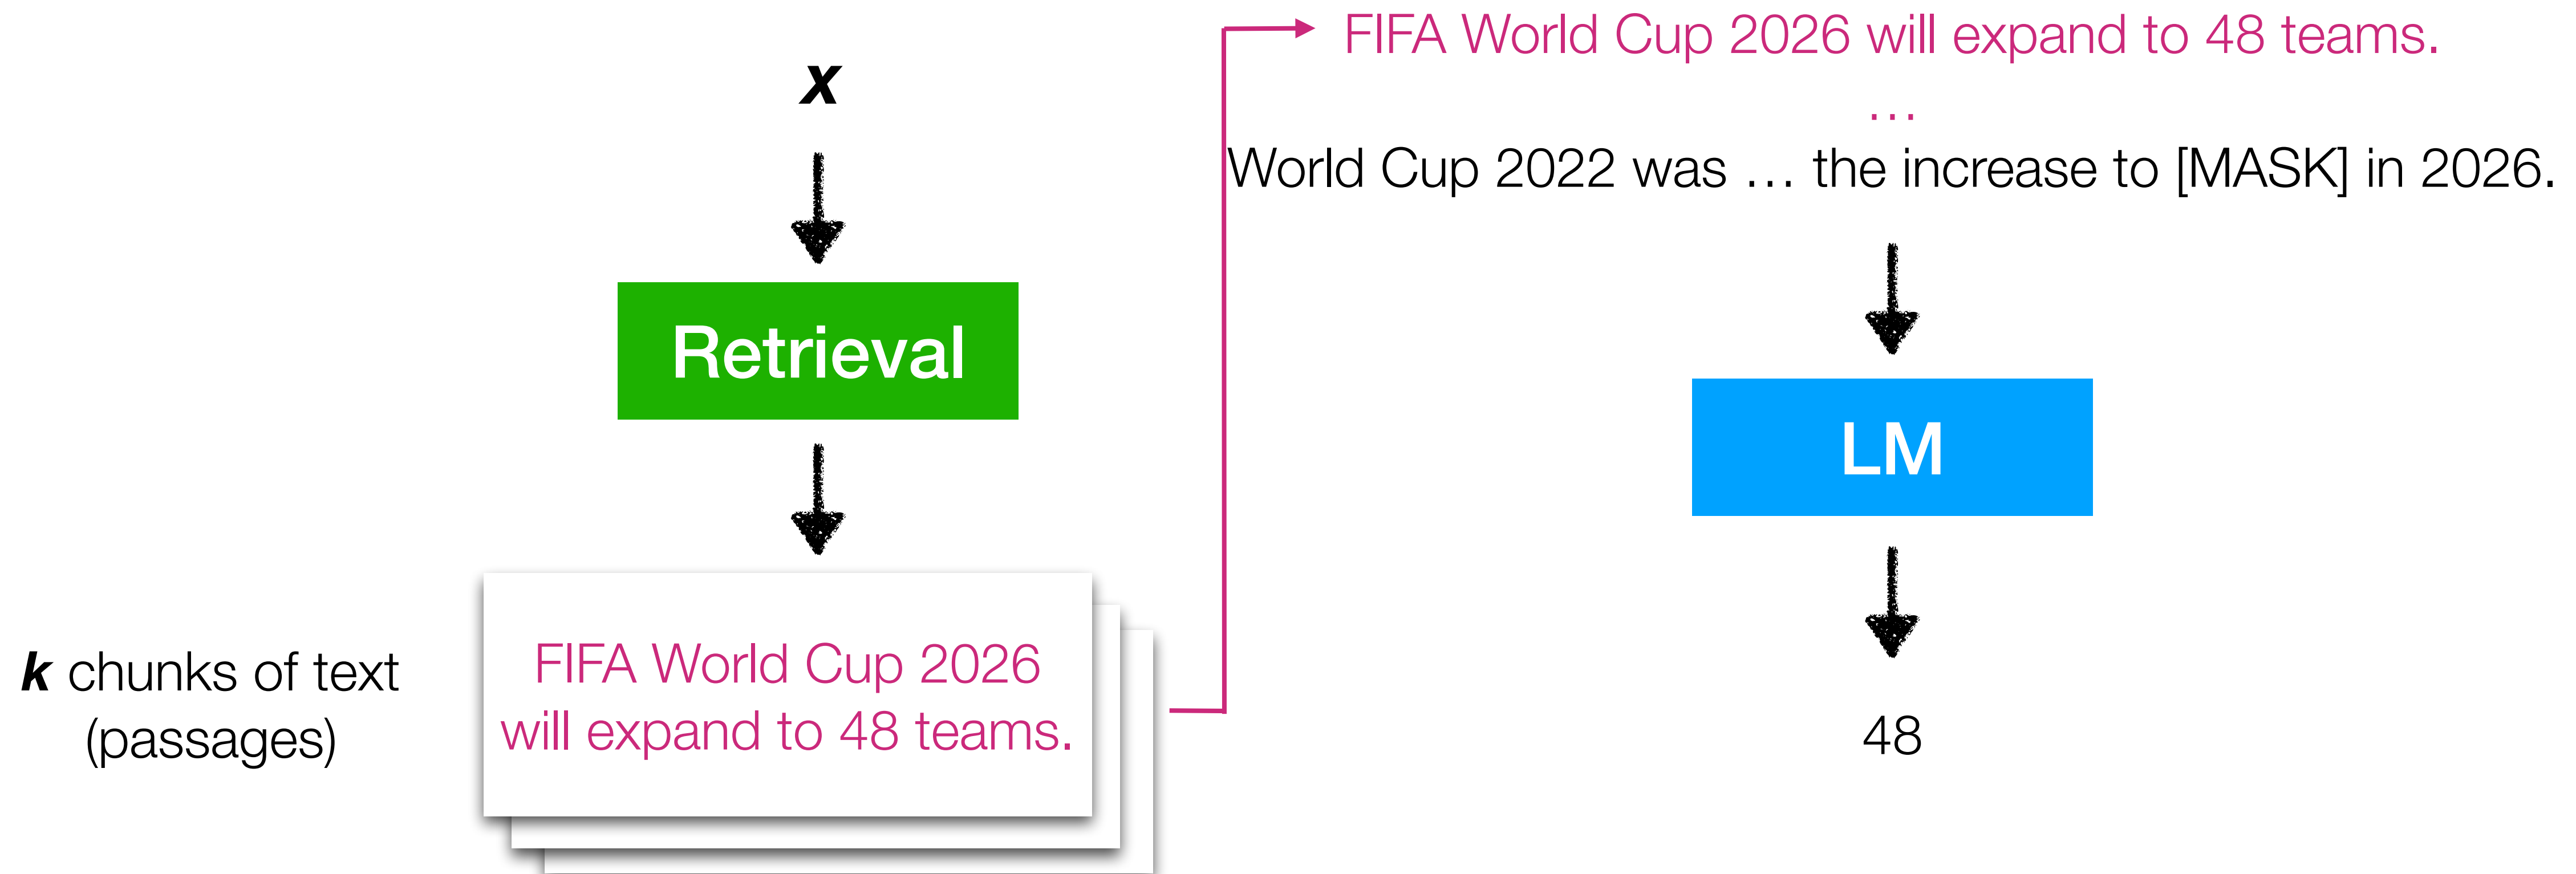 x
Retrieval
k chunks of text
(passages)
FIFA World Cup 2026
will expand to 48 teams.
FIFA World Cup 2026 will expand to 48 teams.
…
World Cup 2022 was … the increase to [MASK] in 2026.
LM
48